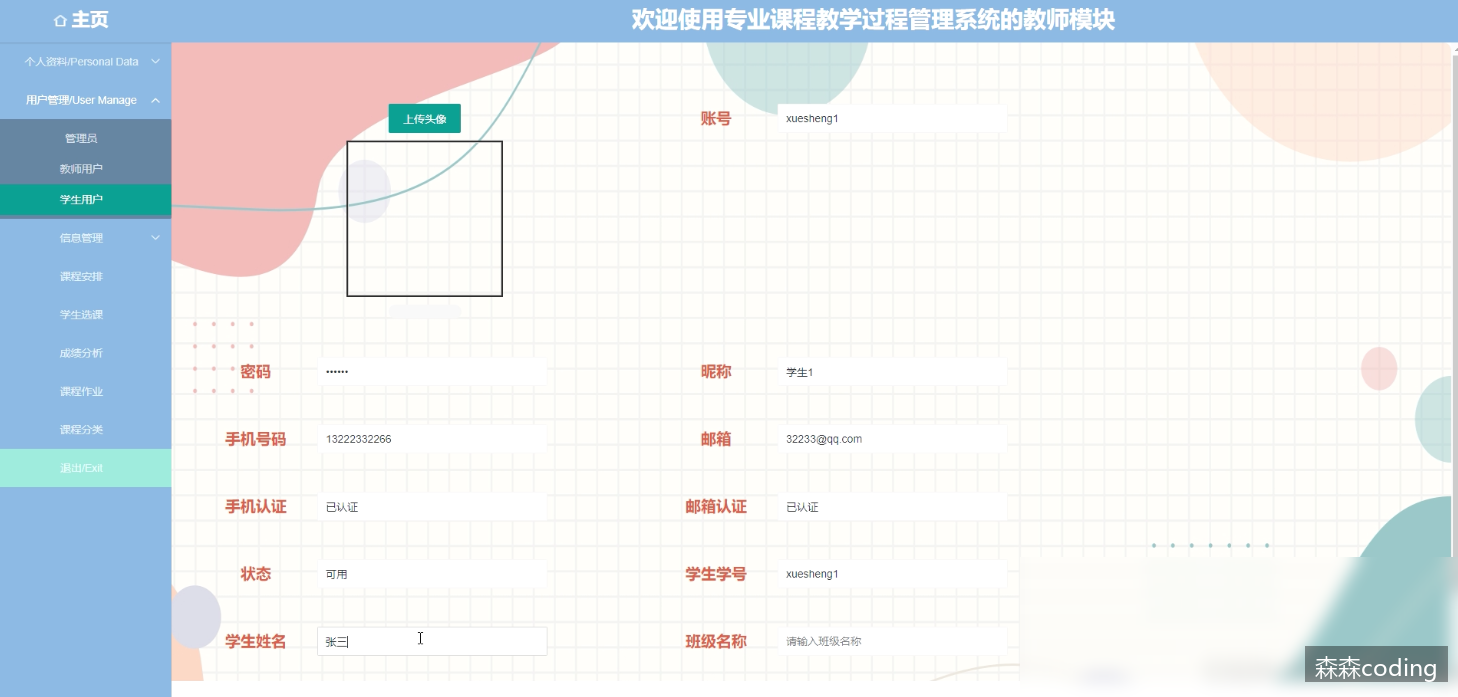 主页
欢迎使用专业课程教学过程管理系统的教师模块
个人资料/Personal Data
用户管理/User Manage
管理员
教师用户
学生用户
信息管理
课程安排
学生选课
成绩分析
课程作业
课程分类
退出/Exit
上传头像
账号 xuesheng1
密码 ••••••
昵称 学生1
手机号码 13222332266
邮箱 32233@qq.com
手机认证 已认证
邮箱认证 已认证
状态 可用
学生学号 xuesheng1
学生姓名 张三
班级名称 请输入班级名称
森森coding